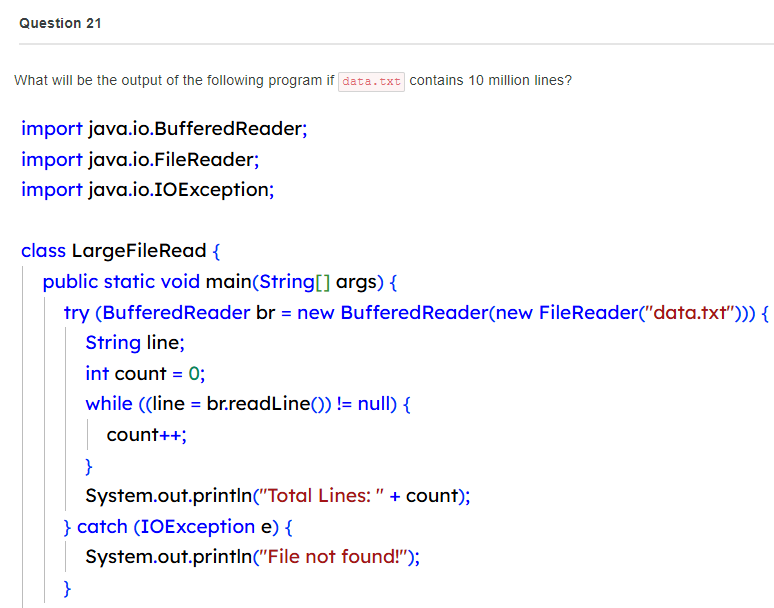 Question 21
What will be the output of the following program if data.txt contains 10 million lines?
import java.io.BufferedReader;
import java.io.FileReader;
import java.io.IOException;
class LargeFileRead {
public static void main(String[] args) {
try (BufferedReader br = new BufferedReader(new FileReader("data.txt"))) {
String line;
int count = 0;
while ((line = br.readLine()) != null) {
count++;
}
System.out.println("Total Lines: " + count);
} catch (IOException e) {
System.out.println("File not found!");
}